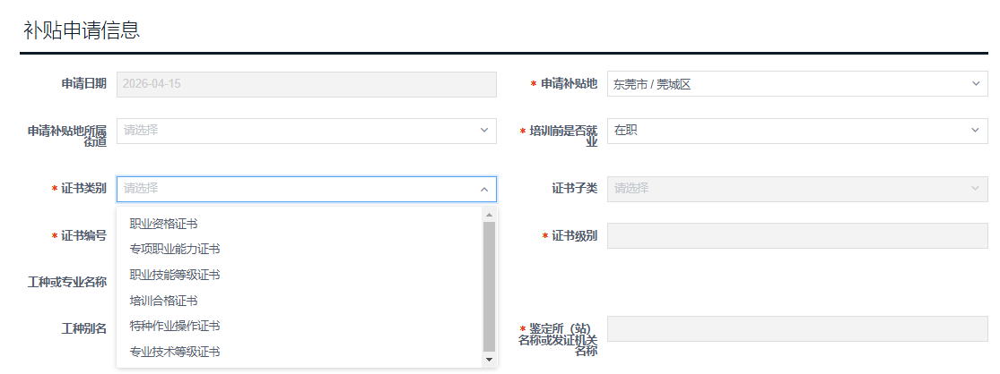 补贴申请信息
申请日期 2026-04-15 * 申请补贴地 东莞市 / 莞城区
申请补贴地所属
街道
请选择
* 培训前是否就
业
在职
* 证书类别 请选择 证书子类 请选择
职业资格证书
* 证书编号 * 证书级别
专项职业能力证书
职业技能等级证书
工种或专业名称
培训合格证书
特种作业操作证书
工种别名
* 鉴定所（站）
名称或发证机关
名称
专业技术等级证书